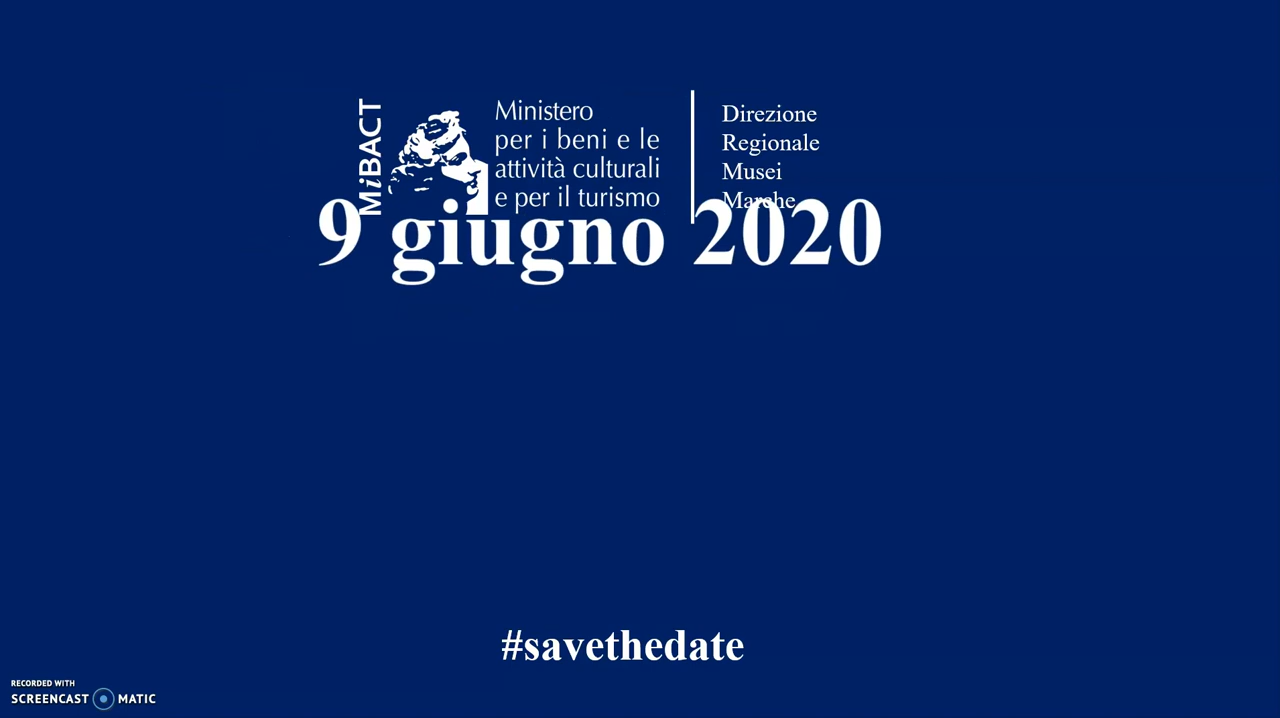 MiBACT
Ministero
per i beni e le
attività culturali
e per il turismo
Direzione
Regionale
Musei
Marche
9 giugno 2020
#savethedate
RECORDED WITH
SCREENCAST MATIC